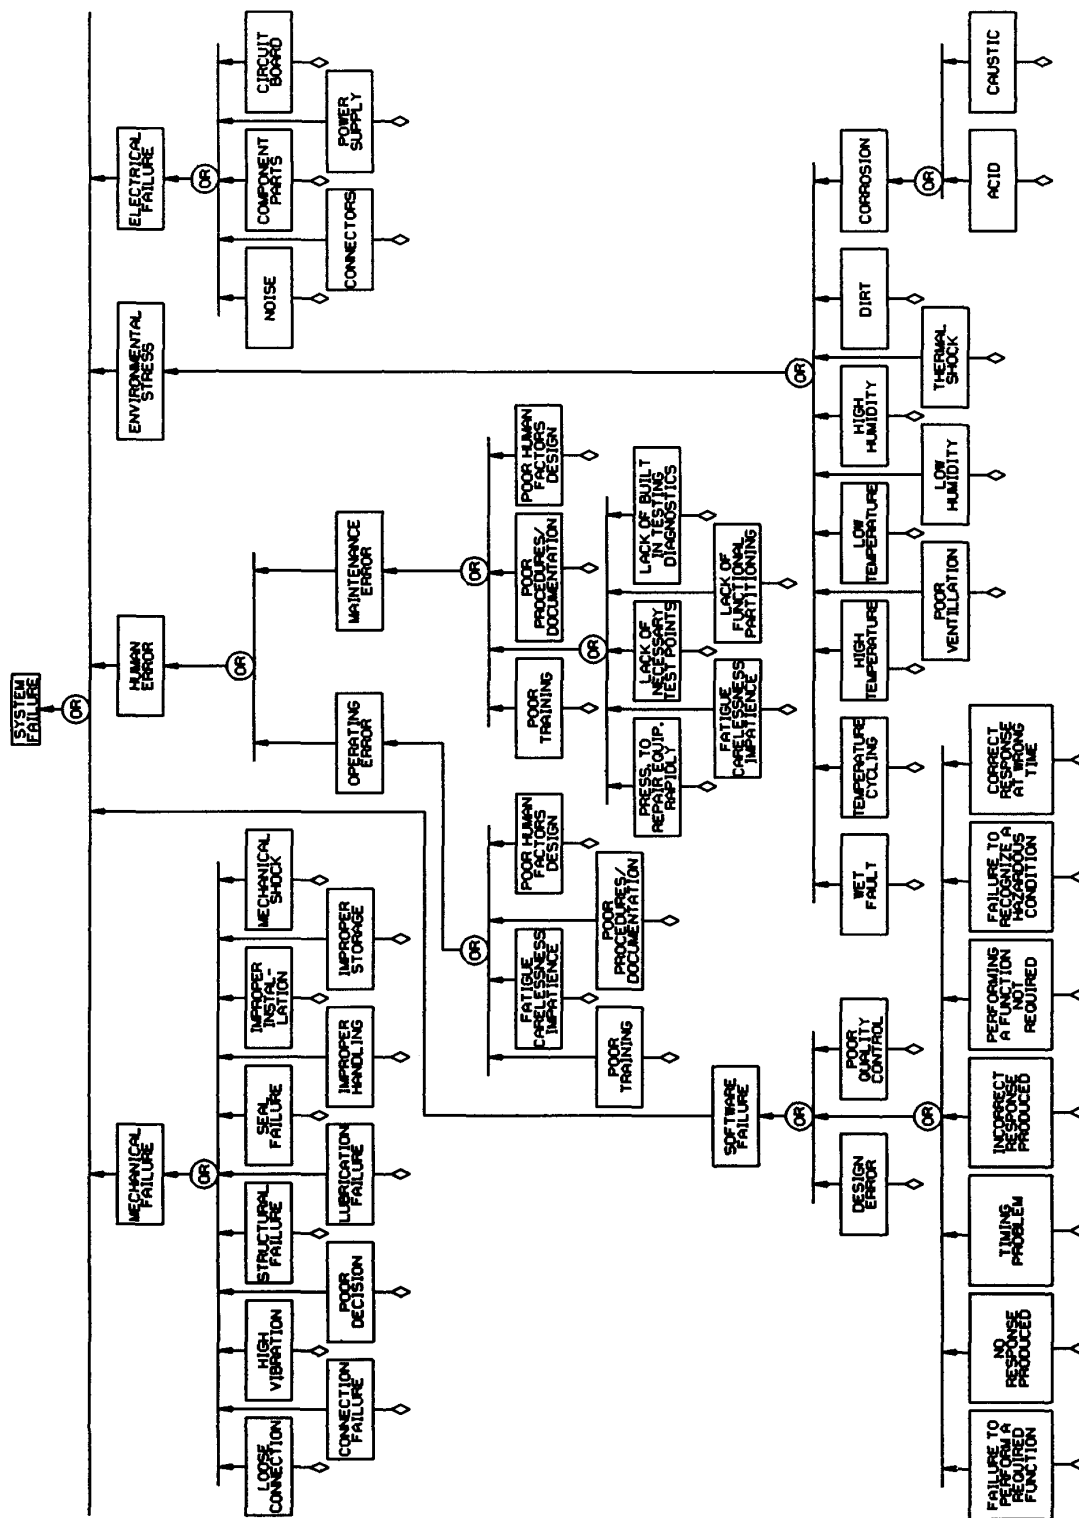 SYSTEM
FAILURE
OR
MECHANICAL
FAILURE
OR
LOOSE
CONNECTION
CONNECTION
FAILURE
HIGH
VIBRATION
POOR
DECISION
STRUCTURAL
FAILURE
LUBRICATION
FAILURE
SEAL
FAILURE
IMPROPER
HANDLING
IMPROPER
INSTAL-
LATION
IMPROPER
STORAGE
MECHANICAL
SHOCK
SOFTWARE
FAILURE
OR
DESIGN
ERROR
POOR
QUALITY
CONTROL
OR
FAILURE TO
PERFORM A
REQUIRED
FUNCTION
NO
RESPONSE
PRODUCED
TIMING
PROBLEM
INCORRECT
RESPONSE
PRODUCED
PERFORMING
A FUNCTION
NOT
REQUIRED
FAILURE TO
RECOGNIZE A
HAZARDOUS
CONDITION
CORRECT
RESPONSE
AT WRONG
TIME
HUMAN
ERROR
OR
OPERATING
ERROR
OR
POOR
TRAINING
FATIGUE
CARELESSNESS
IMPATIENCE
POOR
PROCEDURES/
DOCUMENTATION
POOR HUMAN
FACTORS
DESIGN
MAINTENANCE
ERROR
OR
POOR
TRAINING
POOR
PROCEDURES/
DOCUMENTATION
POOR HUMAN
FACTORS
DESIGN
OR
PRESS. TO
REPAIR EQUIP.
RAPIDLY
FATIGUE
CARELESSNESS
IMPATIENCE
LACK OF
NECESSARY
TEST POINTS
LACK OF
FUNCTIONAL
PARTITIONING
LACK OF BUILT
IN TESTING
DIAGNOSTICS
ENVIRONMENTAL
STRESS
OR
WET
FAULT
TEMPERATURE
CYCLING
HIGH
TEMPERATURE
POOR
VENTILLATION
LOW
TEMPERATURE
LOW
HUMIDITY
HIGH
HUMIDITY
THERMAL
SHOCK
DIRT
CORROSION
OR
ACID
CAUSTIC
ELECTRICAL
FAILURE
OR
NOISE
CONNECTORS
COMPONENT
PARTS
POWER
SUPPLY
CIRCUIT
BOARD